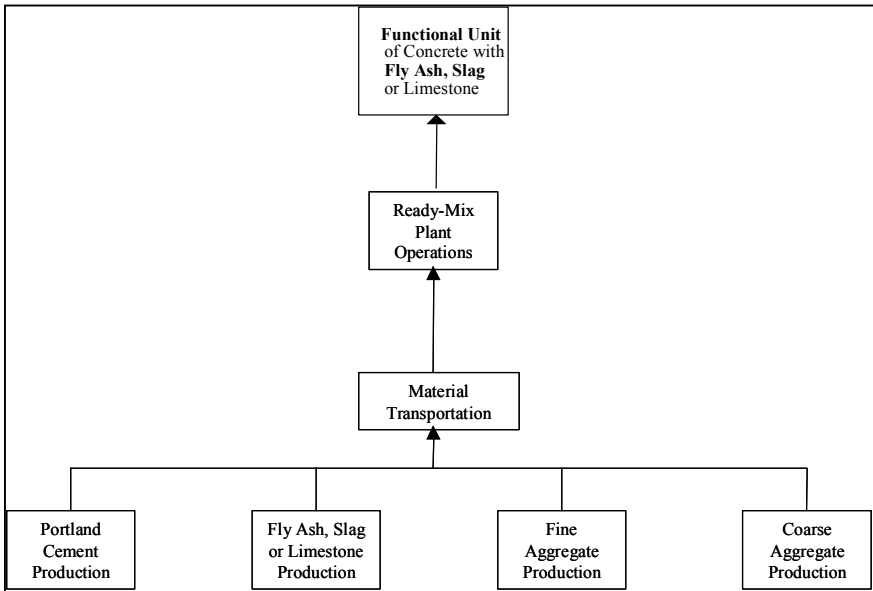 Functional Unit
of Concrete with
Fly Ash, Slag
or Limestone
Ready-Mix
Plant
Operations
Material
Transportation
Portland
Cement
Production
Fly Ash, Slag
or Limestone
Production
Fine
Aggregate
Production
Coarse
Aggregate
Production